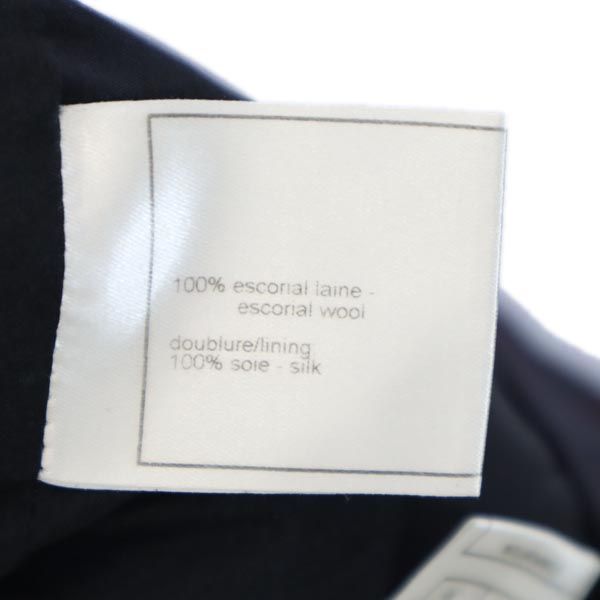 100% escorial laine -
escorial wool
doublure/lining
100% soie - silk